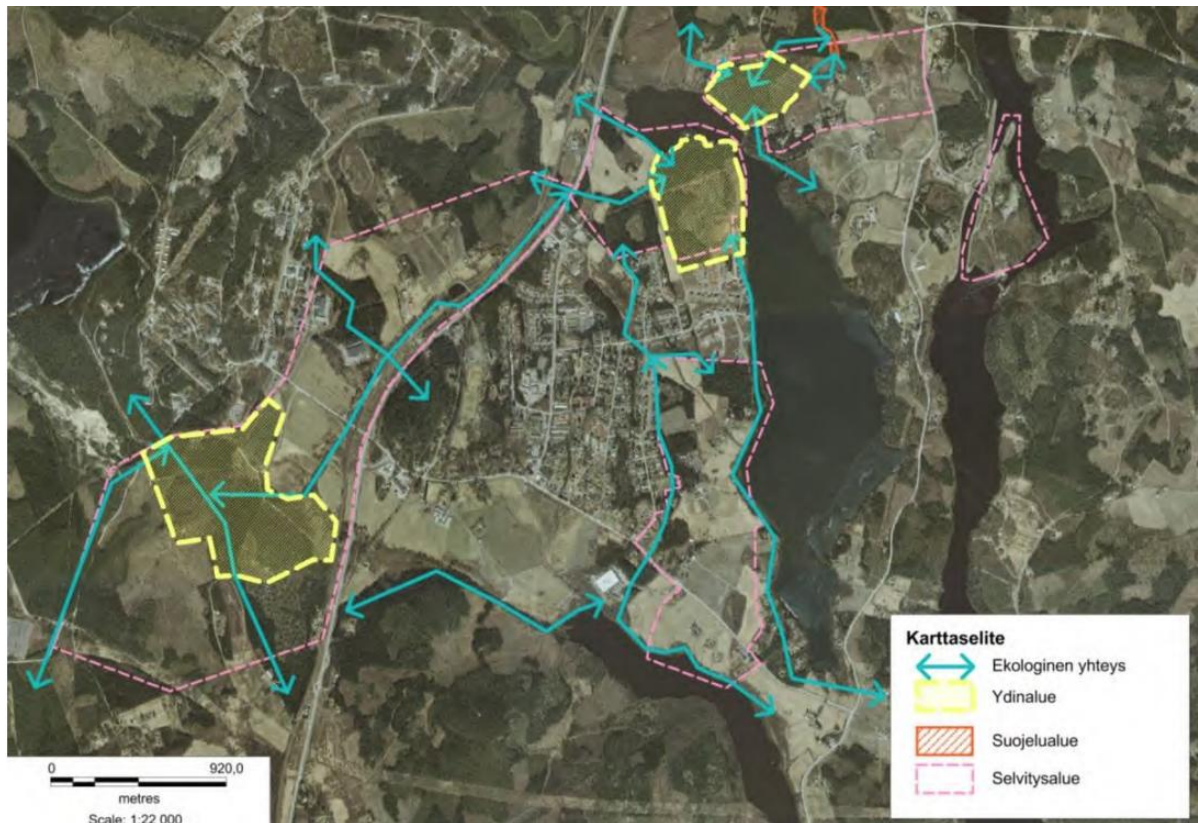 Karttaselite
Ekologinen yhteys
Ydinalue
Suojelualue
Selvitysalue
0 920,0
metres
Scale: 1:22 000